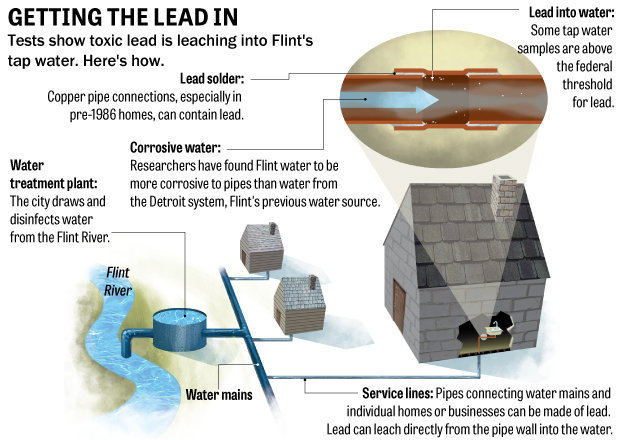 GETTING THE LEAD IN
Tests show toxic lead is leaching into Flint's
tap water. Here's how.
Lead solder:
Copper pipe connections, especially in
pre-1986 homes, can contain lead.
Lead into water:
Some tap water
samples are above
the federal
threshold
for lead.
Corrosive water:
Researchers have found Flint water to be
more corrosive to pipes than water from
the Detroit system, Flint's previous water source.
Water
treatment plant:
The city draws and
disinfects water
from the Flint River.
Flint
River
Water mains
Service lines: Pipes connecting water mains and
individual homes or businesses can be made of lead.
Lead can leach directly from the pipe wall into the water.